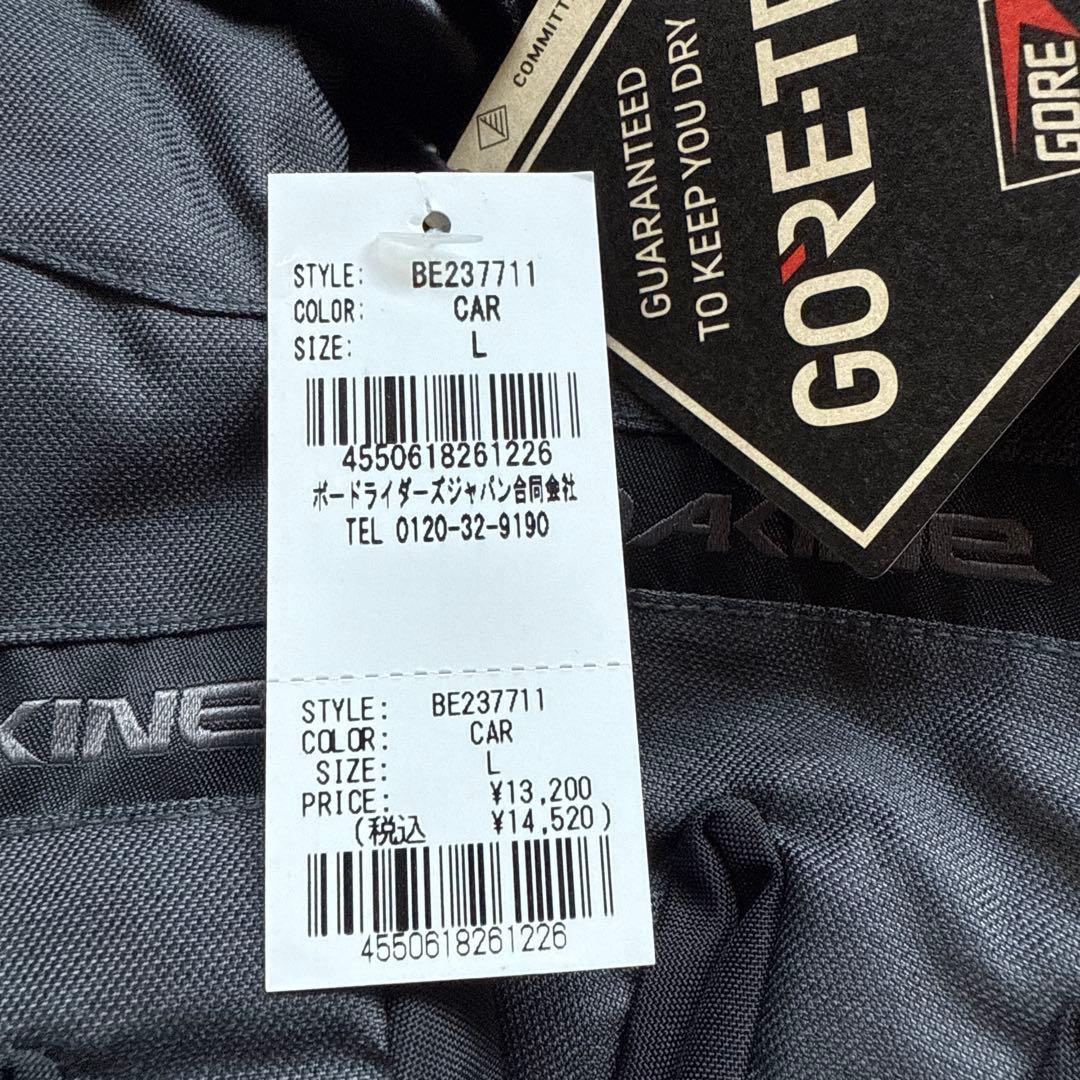 COMMITT
GUARANTEED
TO KEEP YOU DRY
GORE-TE
GORE
STYLE: BE237711
COLOR: CAR
SIZE: L
4550618261226
ボードライダーズジャパン合同会社
TEL 0120-32-9190
AKINE
KINE
STYLE: BE237711
COLOR: CAR
SIZE: L
PRICE: ¥13,200
(税込 ¥14,520)
4550618261226